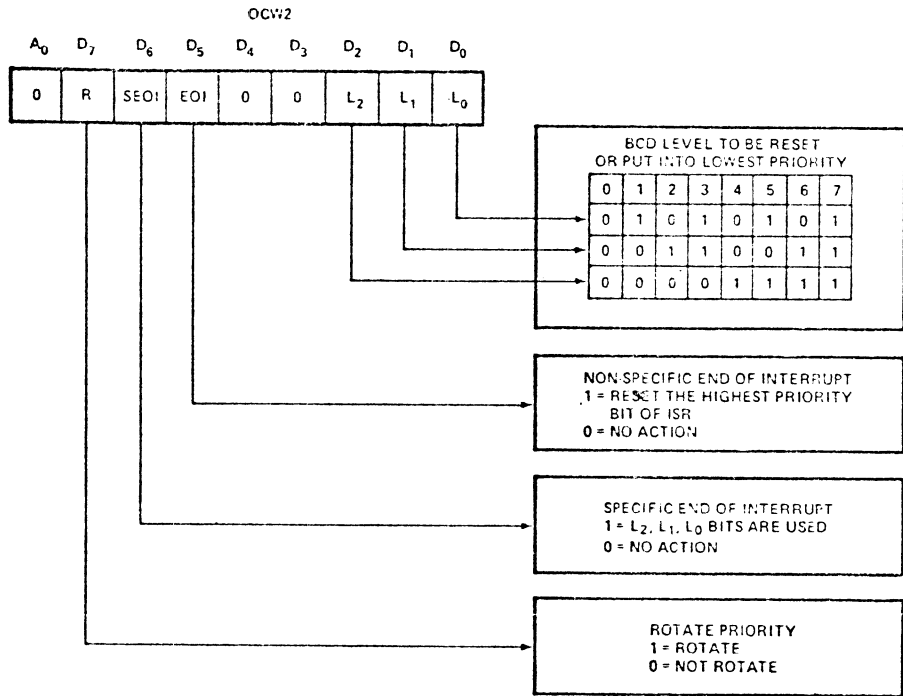 OCW2
A₀ D₇ D₆ D₅ D₄ D₃ D₂ D₁ D₀
0 R SEOI EOI 0 0 L₂ L₁ L₀
BCD LEVEL TO BE RESET
OR PUT INTO LOWEST PRIORITY
0 1 2 3 4 5 6 7
0 1 0 1 0 1 0 1
0 0 1 1 0 0 1 1
0 0 0 0 1 1 1 1
NON-SPECIFIC END OF INTERRUPT
1 = RESET THE HIGHEST PRIORITY
BIT OF ISR
0 = NO ACTION
SPECIFIC END OF INTERRUPT
1 = L₂, L₁, L₀ BITS ARE USED
0 = NO ACTION
ROTATE PRIORITY
1 = ROTATE
0 = NOT ROTATE